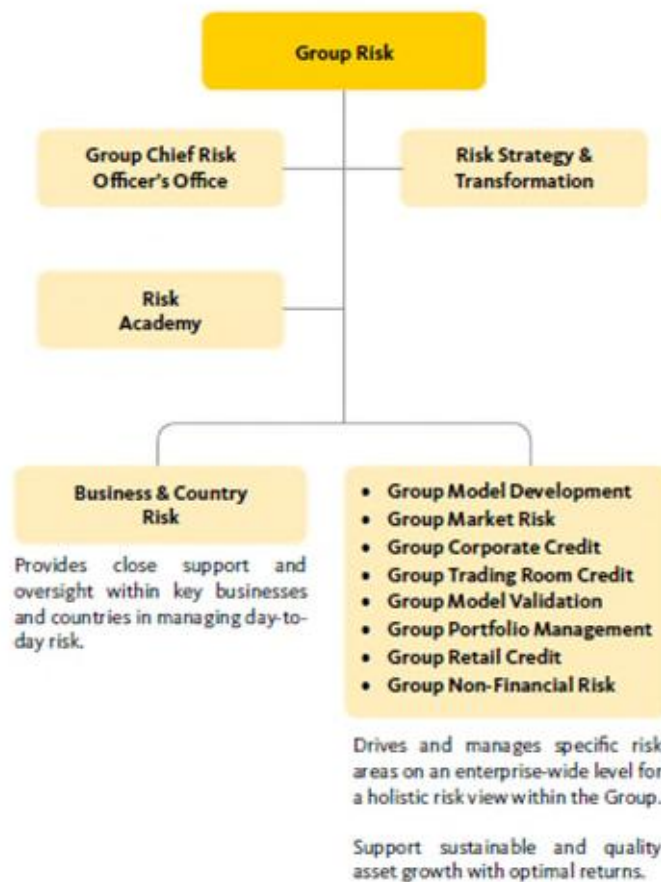 Group Risk
Group Chief Risk
Officer's Office
Risk Strategy &
Transformation
Risk
Academy
Business & Country
Risk
Provides close support and
oversight within key businesses
and countries in managing day-to-
day risk.
• Group Model Development
• Group Market Risk
• Group Corporate Credit
• Group Trading Room Credit
• Group Model Validation
• Group Portfolio Management
• Group Retail Credit
• Group Non-Financial Risk
Drives and manages specific risk
areas on an enterprise-wide level for
a holistic risk view within the Group.
Support sustainable and quality
asset growth with optimal returns.